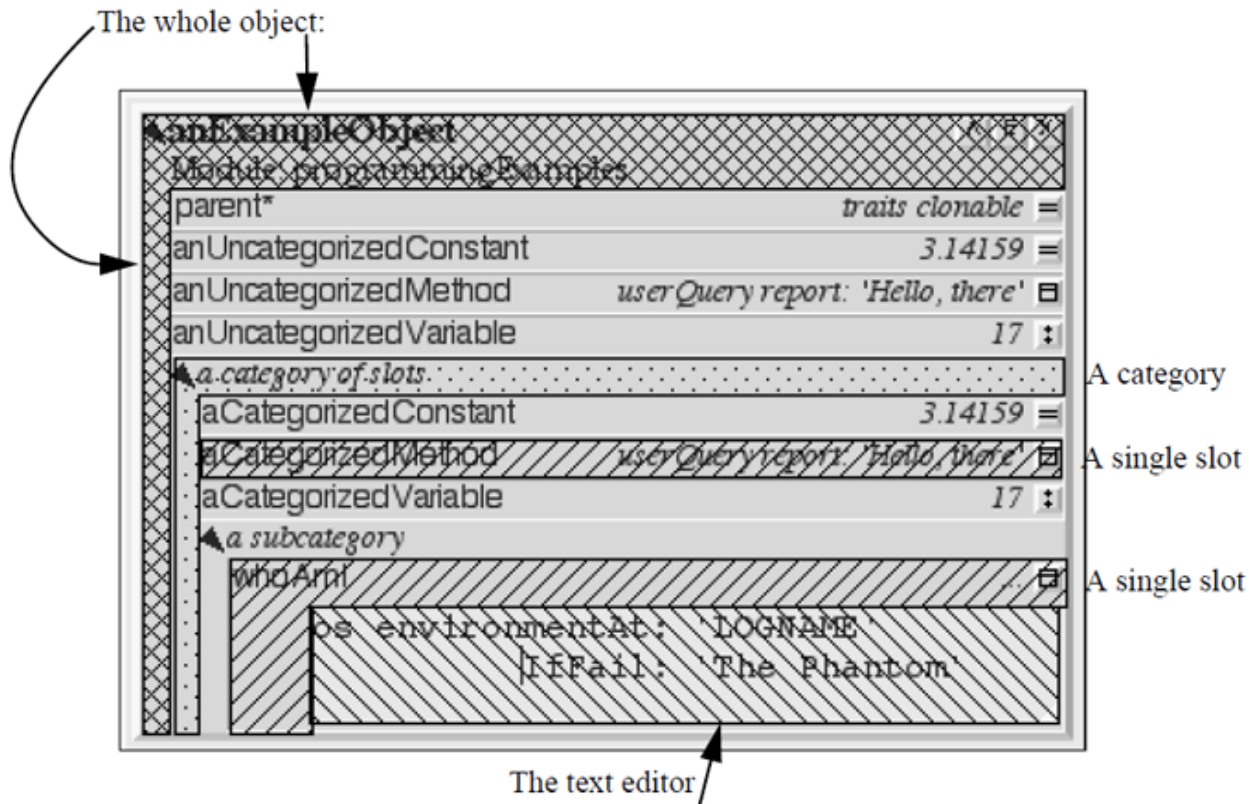 The whole object:
anExampleObject
Module: programmingExamples
parent* traits clonable =
anUncategorizedConstant 3.14159 =
anUncategorizedMethod userQuery report: 'Hello, there'
anUncategorizedVariable 17
a category of slots A category
aCategorizedConstant 3.14159 =
aCategorizedMethod userQuery report: 'Hello, there' A single slot
aCategorizedVariable 17
a subcategory
whoAmI ... A single slot
os environmentAt: 'LOGNAME'
IfFail: 'The Phantom'
The text editor